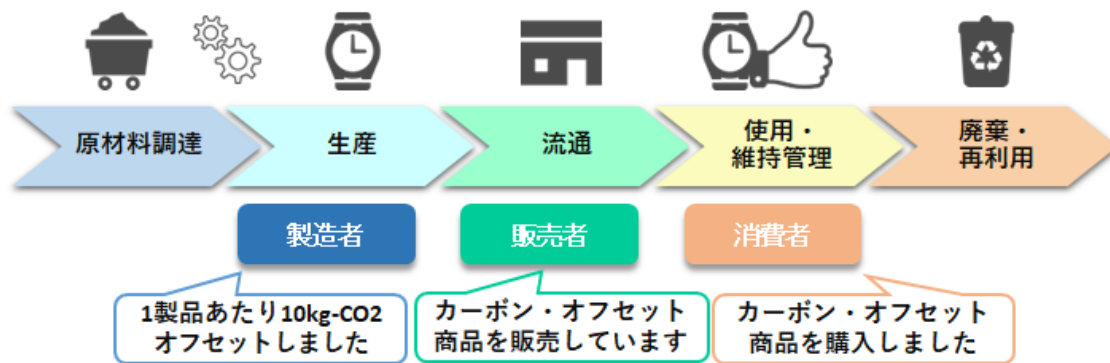 原材料調達
生産
流通
使用・
維持管理
廃棄・
再利用
製造者
販売者
消費者
1製品あたり10kg-CO2
オフセットしました
カーボン・オフセット
商品を販売しています
カーボン・オフセット
商品を購入しました